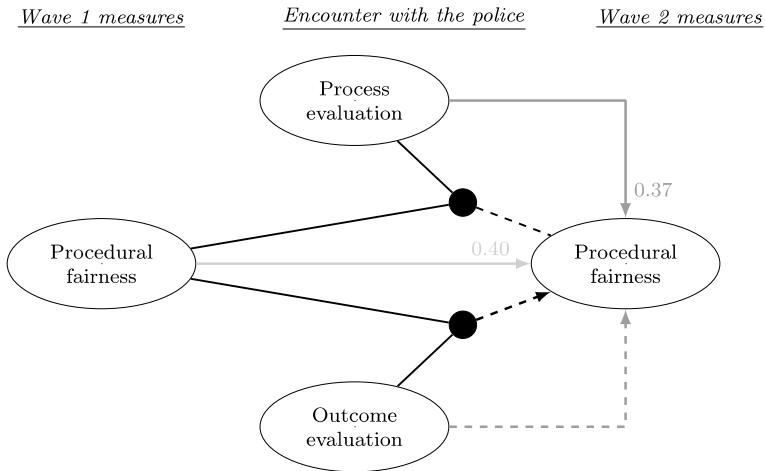 Wave 1 measures
Encounter with the police
Wave 2 measures
Process
evaluation
0.37
Procedural
fairness
0.40
Procedural
fairness
Outcome
evaluation